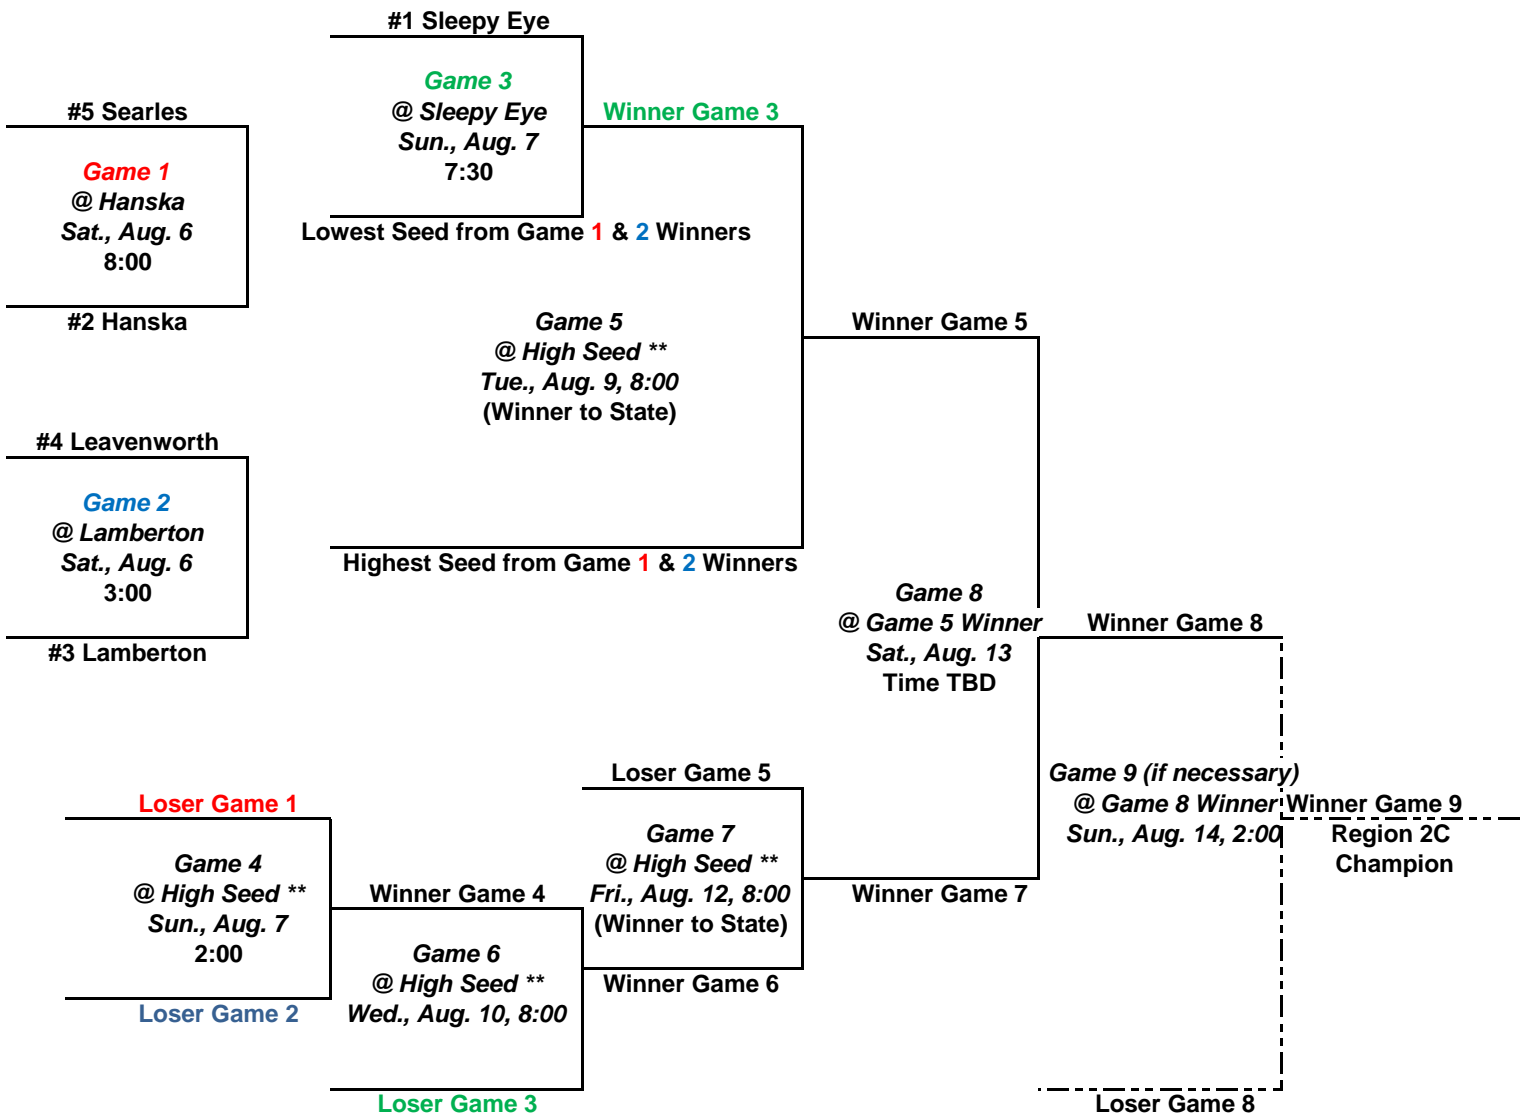 #1 Sleepy Eye
Game 3
@ Sleepy Eye
Sun., Aug. 7
7:30
Winner Game 3
Lowest Seed from Game 1 & 2 Winners
#5 Searles
Game 1
@ Hanska
Sat., Aug. 6
8:00
#2 Hanska
Game 5
@ High Seed **
Tue., Aug. 9, 8:00
(Winner to State)
Winner Game 5
#4 Leavenworth
Game 2
@ Lamberton
Sat., Aug. 6
3:00
#3 Lamberton
Highest Seed from Game 1 & 2 Winners
Game 8
@ Game 5 Winner
Sat., Aug. 13
Time TBD
Winner Game 8
Loser Game 1
Game 4
@ High Seed **
Sun., Aug. 7
2:00
Loser Game 2
Winner Game 4
Game 6
@ High Seed **
Wed., Aug. 10, 8:00
Loser Game 3
Loser Game 5
Game 7
@ High Seed **
Fri., Aug. 12, 8:00
(Winner to State)
Winner Game 6
Winner Game 7
Game 9 (if necessary)
@ Game 8 Winner
Sun., Aug. 14, 2:00
Winner Game 9
Region 2C
Champion
Loser Game 8